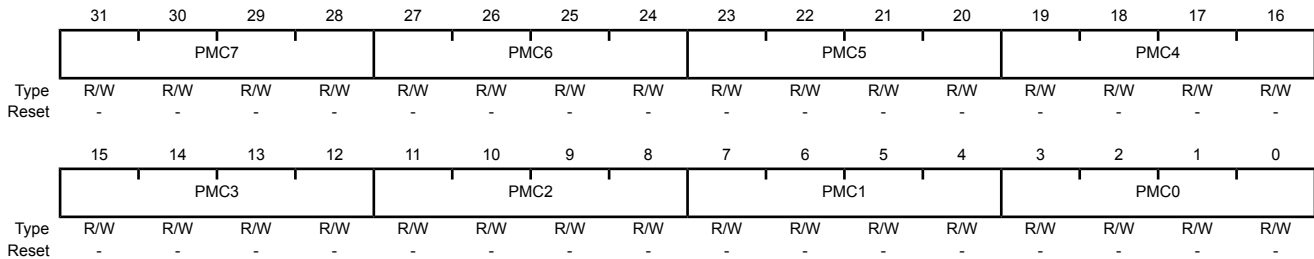 31 30 29 28 27 26 25 24 23 22 21 20 19 18 17 16
PMC7 PMC6 PMC5 PMC4
Type R/W R/W R/W R/W R/W R/W R/W R/W R/W R/W R/W R/W R/W R/W R/W R/W
Reset - - - - - - - - - - - - - - - -
15 14 13 12 11 10 9 8 7 6 5 4 3 2 1 0
PMC3 PMC2 PMC1 PMC0
Type R/W R/W R/W R/W R/W R/W R/W R/W R/W R/W R/W R/W R/W R/W R/W R/W
Reset - - - - - - - - - - - - - - - -